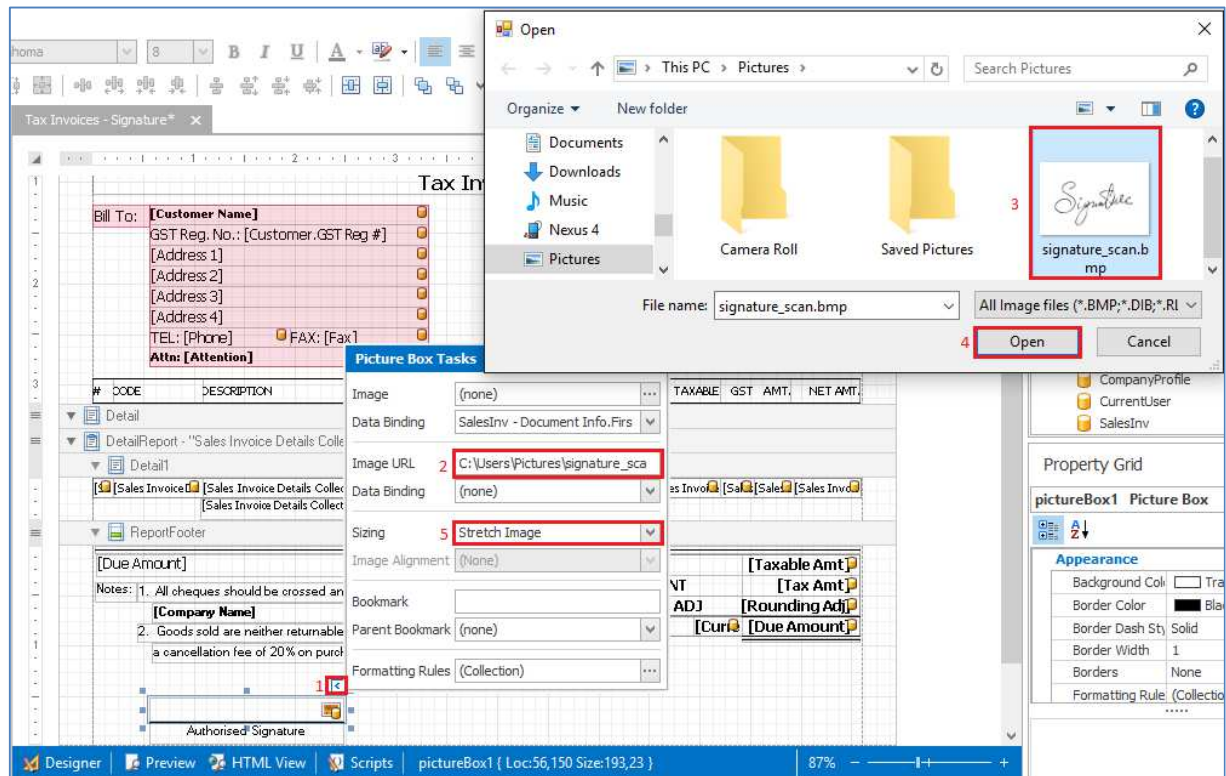 homa 8 B I U A
Tax Invoices - Signature* ×
1 2 3
Tax In
Bill To: [Customer Name]
GST Reg. No.: [Customer.GST Reg #]
[Address 1]
[Address 2]
[Address 3]
[Address 4]
TEL: [Phone] FAX: [Fax]
Attn: [Attention]
# CODE DESCRIPTION TAXABLE GST AMT. NET AMT.
Detail
DetailReport - "Sales Invoice Details Colle
Detail1
[Sales Invoice [Sales Invoice Details Collec
[Sales Invoice Details Collect
ReportFooter
[Due Amount] [Taxable Amt]
Notes: 1. All cheques should be crossed an NT [Tax Amt]
[Company Name] ADJ [Rounding Adj]
2. Goods sold are neither returnable [Curr [Due Amount]
a cancellation fee of 20% on purch
1
Authorised Signature
Open
This PC > Pictures >
Search Pictures
Organize New folder
Documents
Downloads
Music
Nexus 4
Pictures
Camera Roll
Saved Pictures
3
Signature
signature_scan.b
mp
File name: signature_scan.bmp All Image files (*.BMP;*.DIB;*.RL
4 Open Cancel
Picture Box Tasks
Image (none)
Data Binding SalesInv - Document Info.Firs
Image URL 2 C:\Users\Pictures\signature_sca
Data Binding (none)
Sizing 5 Stretch Image
Image Alignment (None)
Bookmark
Parent Bookmark (none)
Formatting Rules (Collection)
CompanyProfile
CurrentUser
SalesInv
Property Grid
pictureBox1 Picture Box
Appearance
Background Col Tra
Border Color Bla
Border Dash Sty Solid
Border Width 1
Borders None
Formatting Rule (Collectio
Designer Preview HTML View Scripts pictureBox1 { Loc:56,150 Size:193,23 } 87% - +